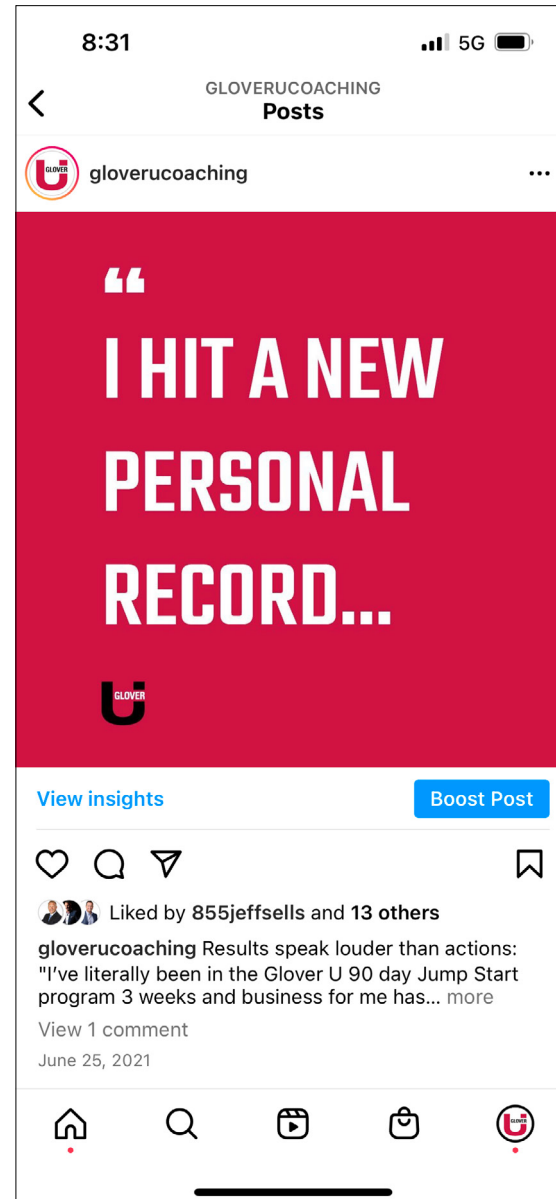 8:31
5G
GLOVERUCOACHING
Posts
GLOVER
U
gloverucoaching
“
I HIT A NEW
PERSONAL
RECORD...
GLOVER
U
View insights
Boost Post
Liked by 855jeffsells and 13 others
gloverucoaching Results speak louder than actions:
"I’ve literally been in the Glover U 90 day Jump Start
program 3 weeks and business for me has... more
View 1 comment
June 25, 2021
GLOVER
U